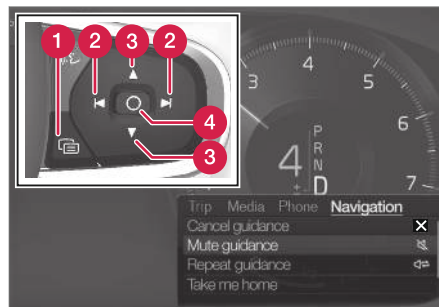 1
2
3
2
4
3
3
4
5
6
7
4
P
R
N
D
±
Trip Media Phone Navigation
Cancel guidance
Mute guidance
Repeat guidance
Take me home